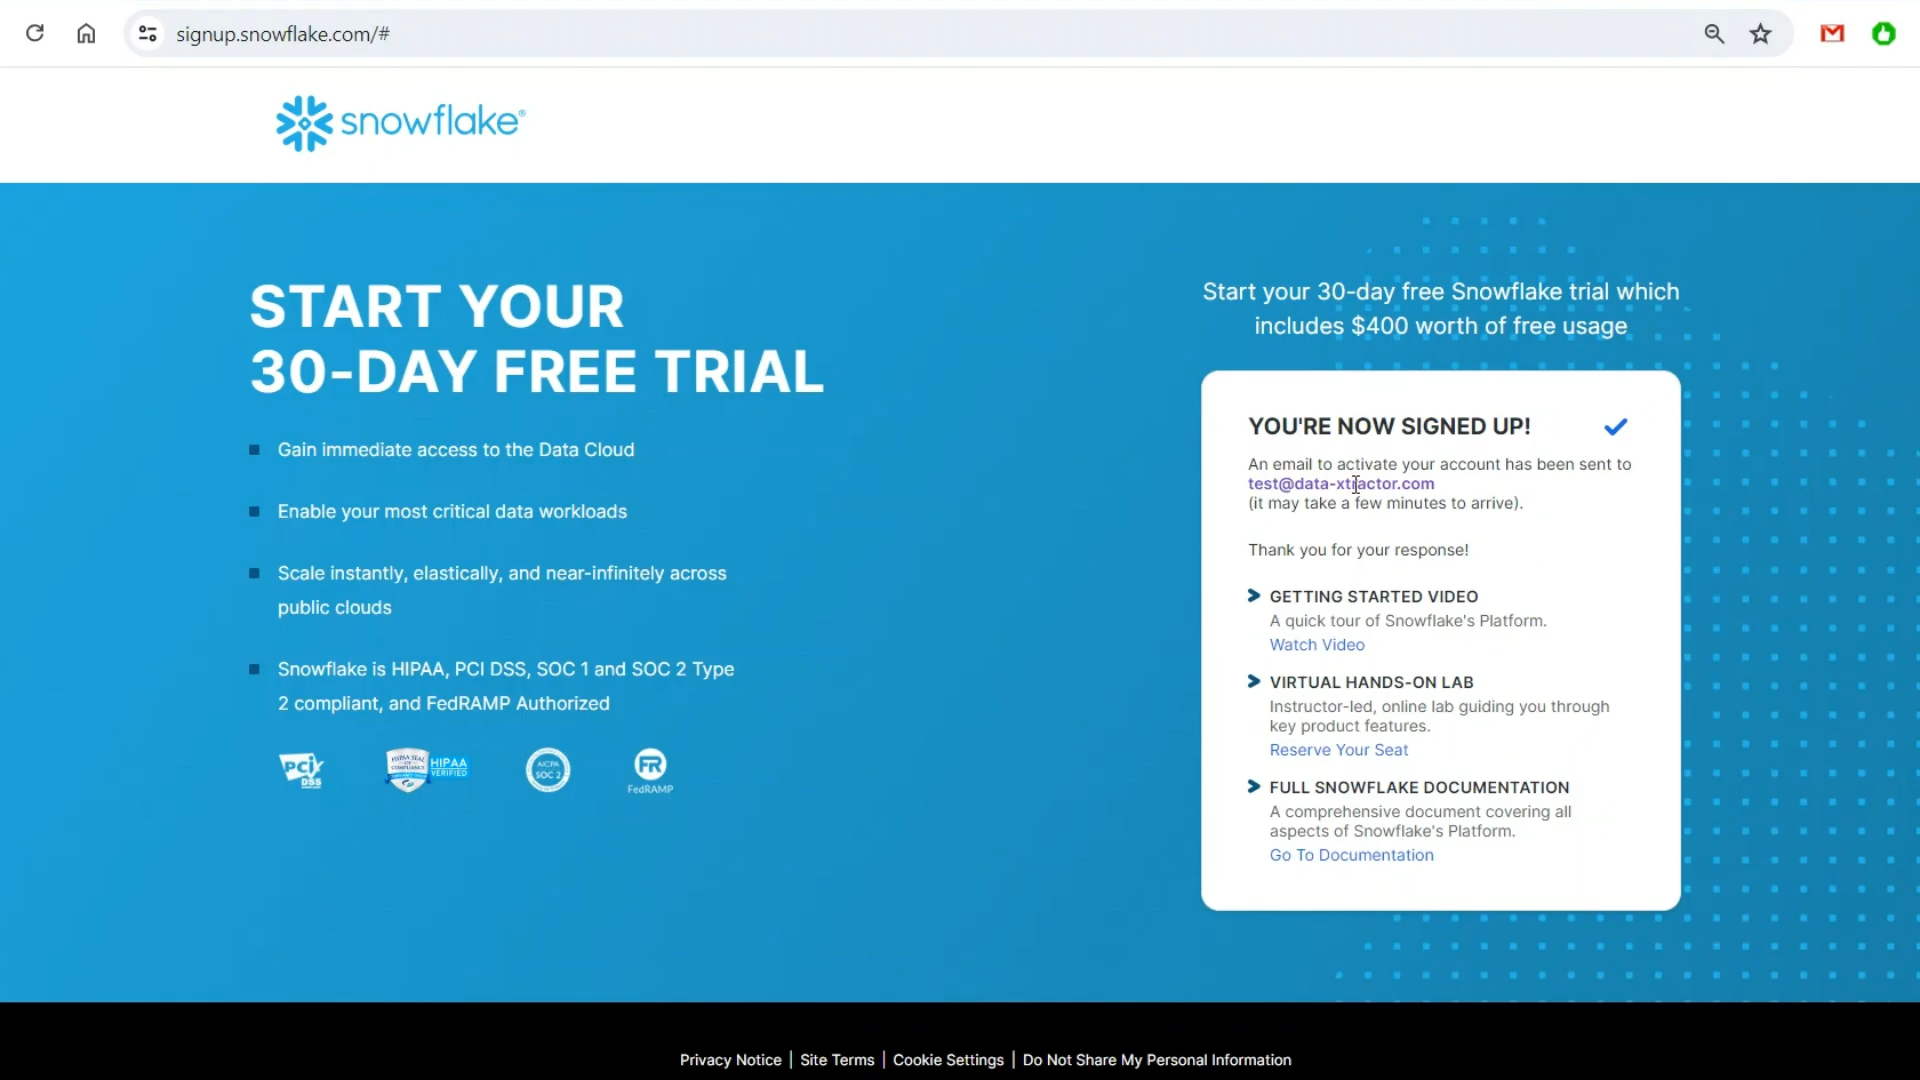 signup.snowflake.com/#
snowflake®
START YOUR
30-DAY FREE TRIAL
Gain immediate access to the Data Cloud
Enable your most critical data workloads
Scale instantly, elastically, and near-infinitely across
public clouds
Snowflake is HIPAA, PCI DSS, SOC 1 and SOC 2 Type
2 compliant, and FedRAMP Authorized
PCI
DSS
HIPAA
VERIFIED
AICPA
SOC 2
FR
FedRAMP
Start your 30-day free Snowflake trial which
includes $400 worth of free usage
YOU'RE NOW SIGNED UP!
An email to activate your account has been sent to
test@data-xtractor.com
(it may take a few minutes to arrive).
Thank you for your response!
GETTING STARTED VIDEO
A quick tour of Snowflake's Platform.
Watch Video
VIRTUAL HANDS-ON LAB
Instructor-led, online lab guiding you through
key product features.
Reserve Your Seat
FULL SNOWFLAKE DOCUMENTATION
A comprehensive document covering all
aspects of Snowflake's Platform.
Go To Documentation
Privacy Notice | Site Terms | Cookie Settings | Do Not Share My Personal Information